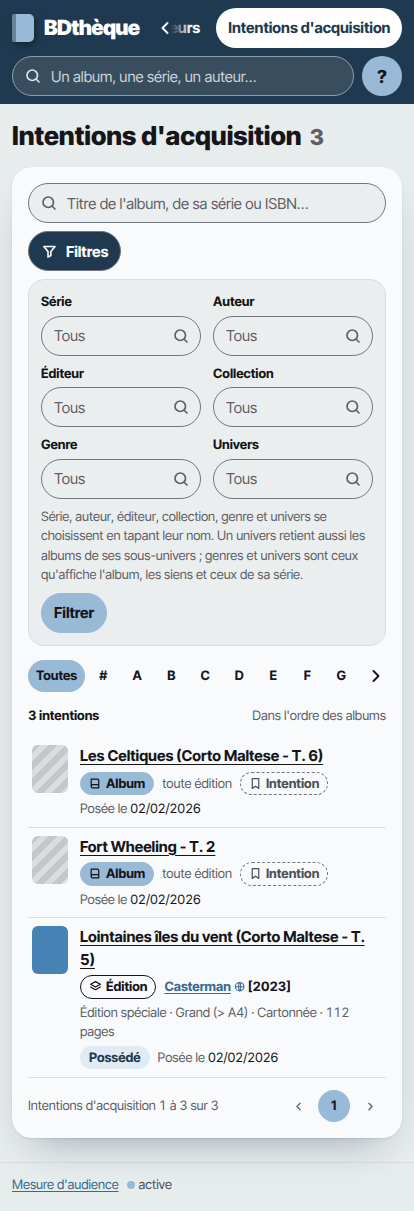 BDthèque
Intentions d'acquisition
Un album, une série, un auteur...
?
Intentions d'acquisition 3
Titre de l'album, de sa série ou ISBN...
Filtres
Série
Auteur
Tous
Tous
Éditeur
Collection
Tous
Tous
Genre
Univers
Tous
Tous
Série, auteur, éditeur, collection, genre et univers se
choisissent en tapant leur nom. Un univers retient aussi les
albums de ses sous-univers ; genres et univers sont ceux
qu'affiche l'album, les siens et ceux de sa série.
Filtrer
Toutes # A B C D E F G
3 intentions
Dans l'ordre des albums
Les Celtiques (Corto Maltese - T. 6)
Album toute édition Intention
Posée le 02/02/2026
Fort Wheeling - T. 2
Album toute édition Intention
Posée le 02/02/2026
Lointaines îles du vent (Corto Maltese - T.
5)
Édition Casterman [2023]
Édition spéciale · Grand (> A4) · Cartonnée · 112
pages
Possédé Posée le 02/02/2026
Intentions d'acquisition 1 à 3 sur 3
1
Mesure d'audience active